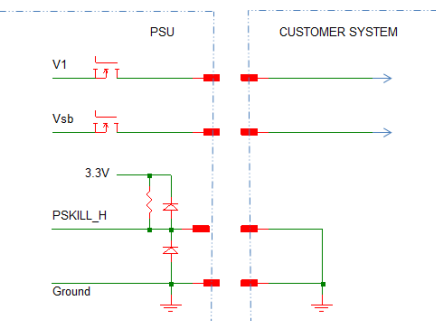 PSU
CUSTOMER SYSTEM
V1
Vsb
3.3V
PSKILL_H
Ground